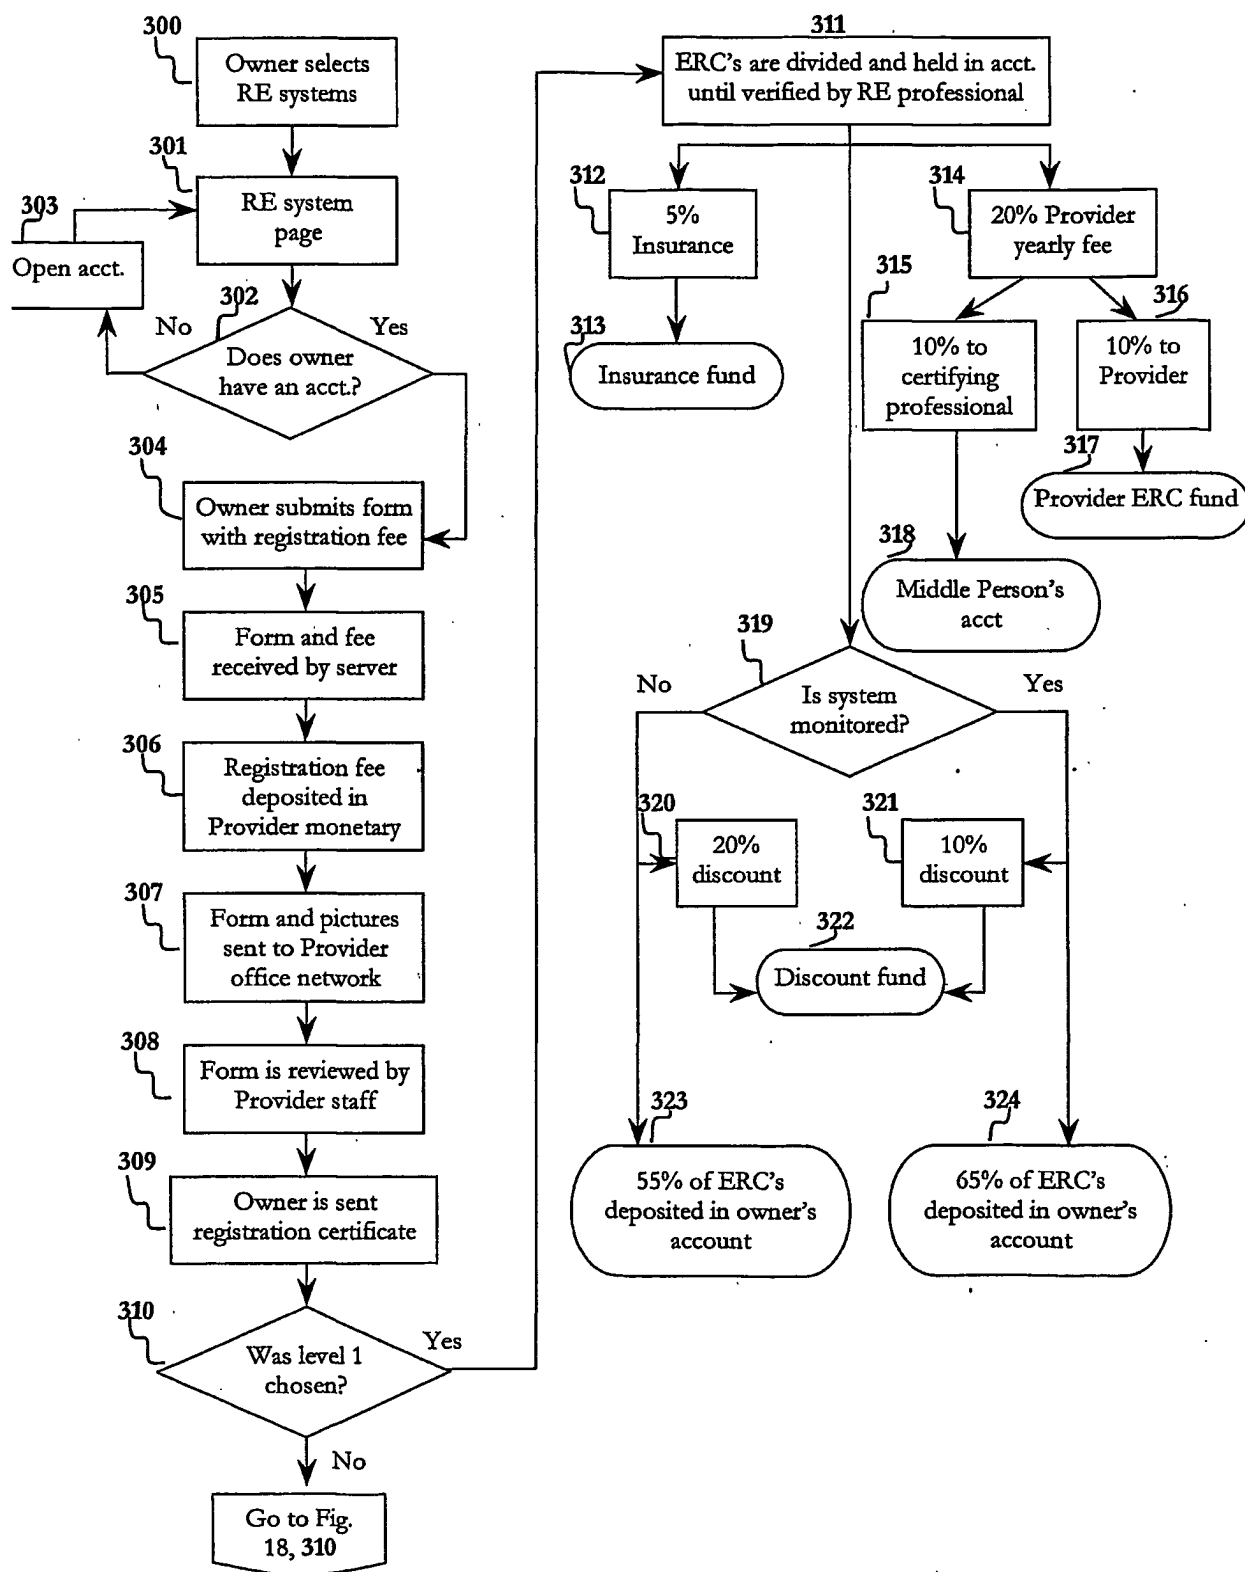 300
Owner selects
RE systems
301
RE system
page
303
Open acct.
302
No
Yes
Does owner
have an acct.?
304
Owner submits form
with registration fee
305
Form and fee
received by server
306
Registration fee
deposited in
Provider monetary
307
Form and pictures
sent to Provider
office network
308
Form is reviewed by
Provider staff
309
Owner is sent
registration certificate
310
Yes
Was level 1
chosen?
No
Go to Fig.
18, 310
311
ERC's are divided and held in acct.
until verified by RE professional
312
5%
Insurance
313
Insurance fund
314
20% Provider
yearly fee
315
10% to
certifying
professional
316
10% to
Provider
317
Provider ERC fund
318
Middle Person's
acct
319
No
Yes
Is system
monitored?
320
20%
discount
321
10%
discount
322
Discount fund
323
55% of ERC's
deposited in owner's
account
324
65% of ERC's
deposited in owner's
account